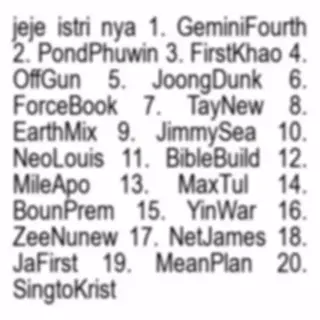 jeje istri nya 1. GeminiFourth
2. PondPhuwin 3. FirstKhao 4.
OffGun 5. JoongDunk 6.
ForceBook 7. TayNew 8.
EarthMix 9. JimmySea 10.
NeoLouis 11. BibleBuild 12.
MileApo 13. MaxTul 14.
BounPrem 15. YinWar 16.
ZeeNunew 17. NetJames 18.
JaFirst 19. MeanPlan 20.
SingtoKrist